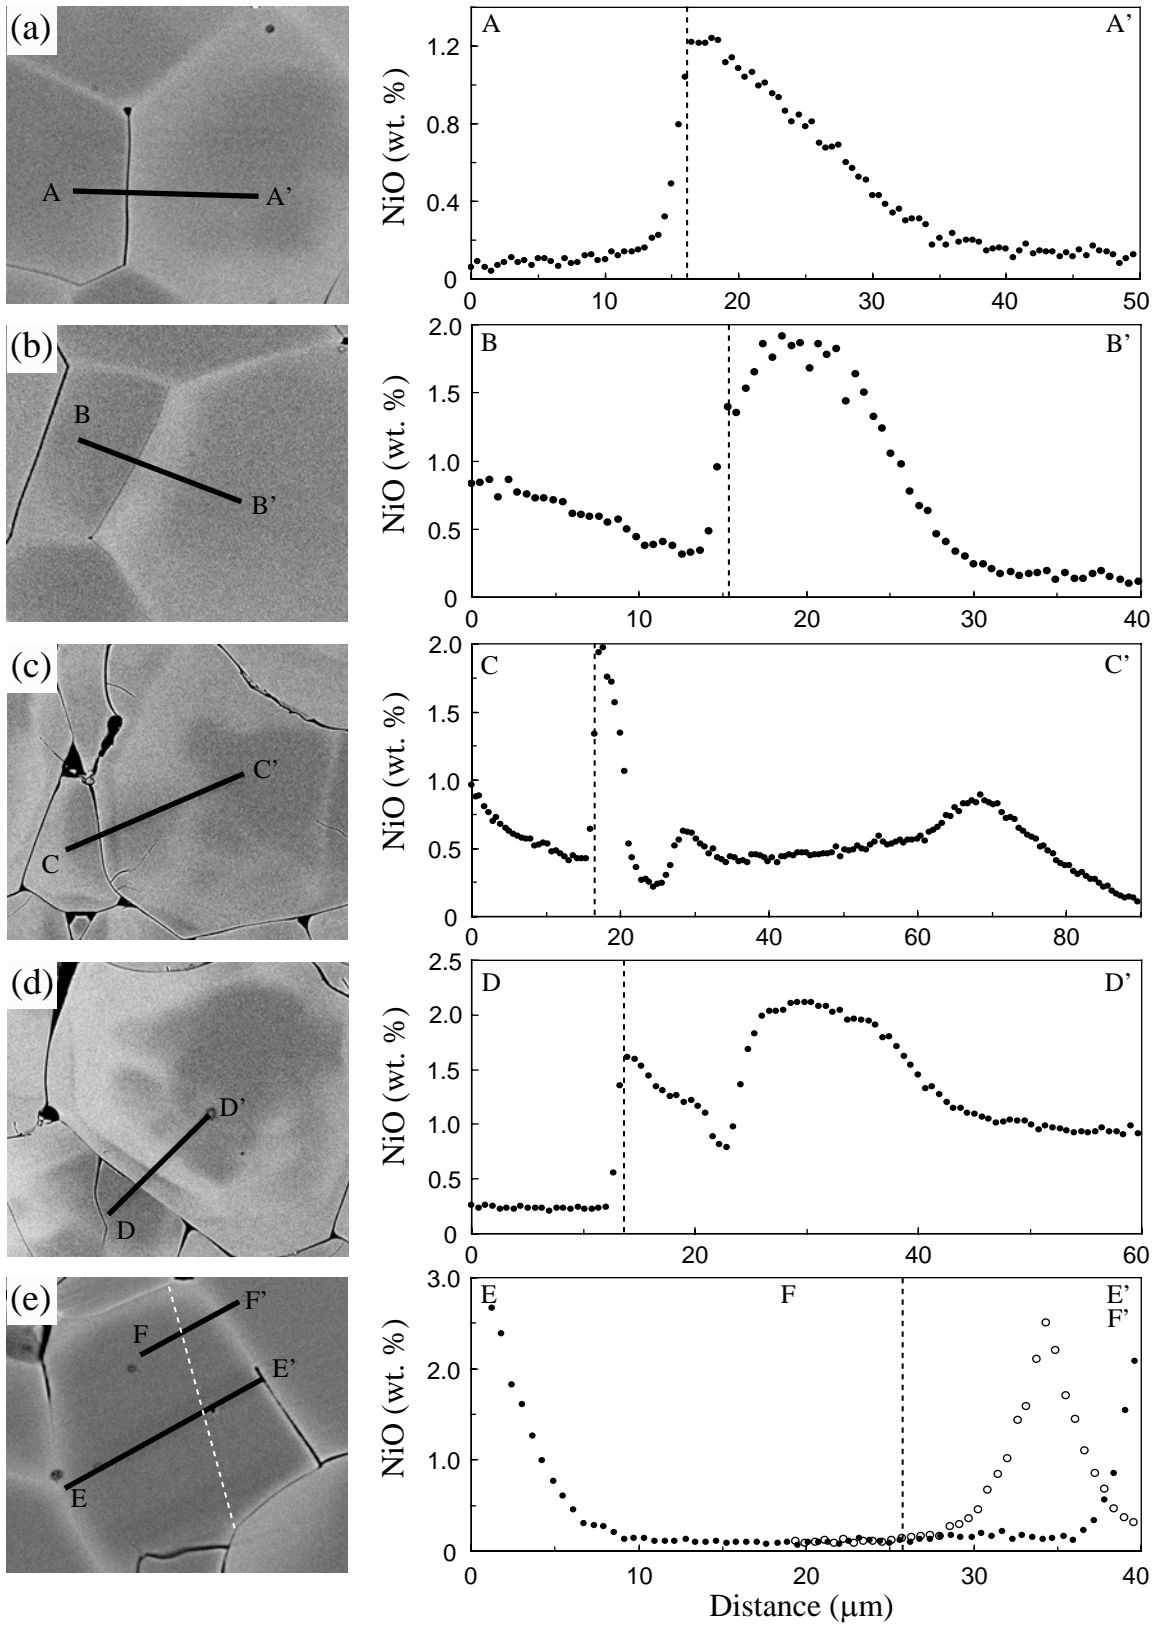 (a)
A
A’
A
A’
NiO (wt. %)
1.2
0.8
0.4
0
0 10 20 30 40 50
(b)
B
B’
B
B’
NiO (wt. %)
2.0
1.5
1.0
0.5
0
0 10 20 30 40
(c)
C
C’
C
C’
NiO (wt. %)
2.0
1.5
1.0
0.5
0
0 20 40 60 80
(d)
D’
D
D
D’
NiO (wt. %)
2.5
2.0
1.5
1.0
0.5
0
0 20 40 60
(e)
F’
F
E’
E
E
F
E’
F’
NiO (wt. %)
3.0
2.0
1.0
0
0 10 20 30 40
Distance (μm)